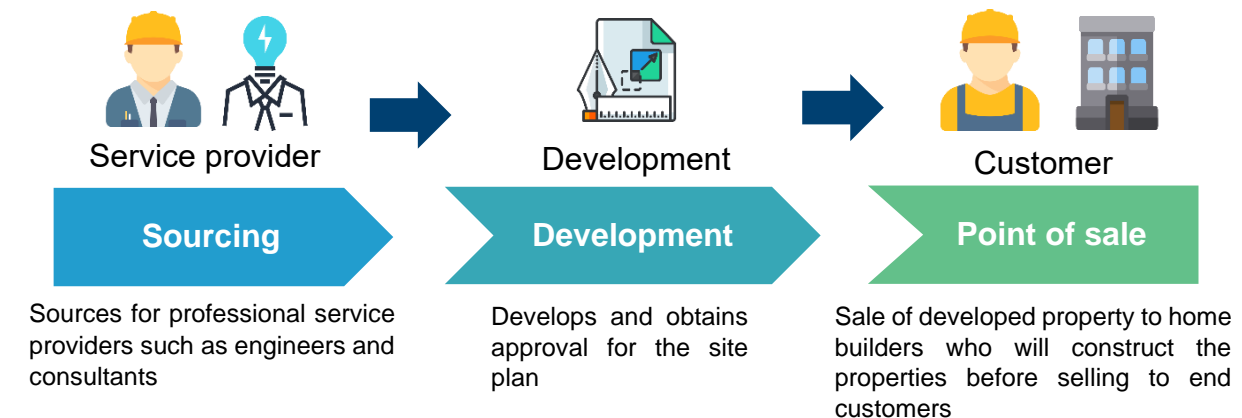 Service provider
Development
Customer
Sourcing
Development
Point of sale
Sources for professional service
providers such as engineers and
consultants
Develops and obtains
approval for the site
plan
Sale of developed property to home
builders who will construct the
properties before selling to end
customers